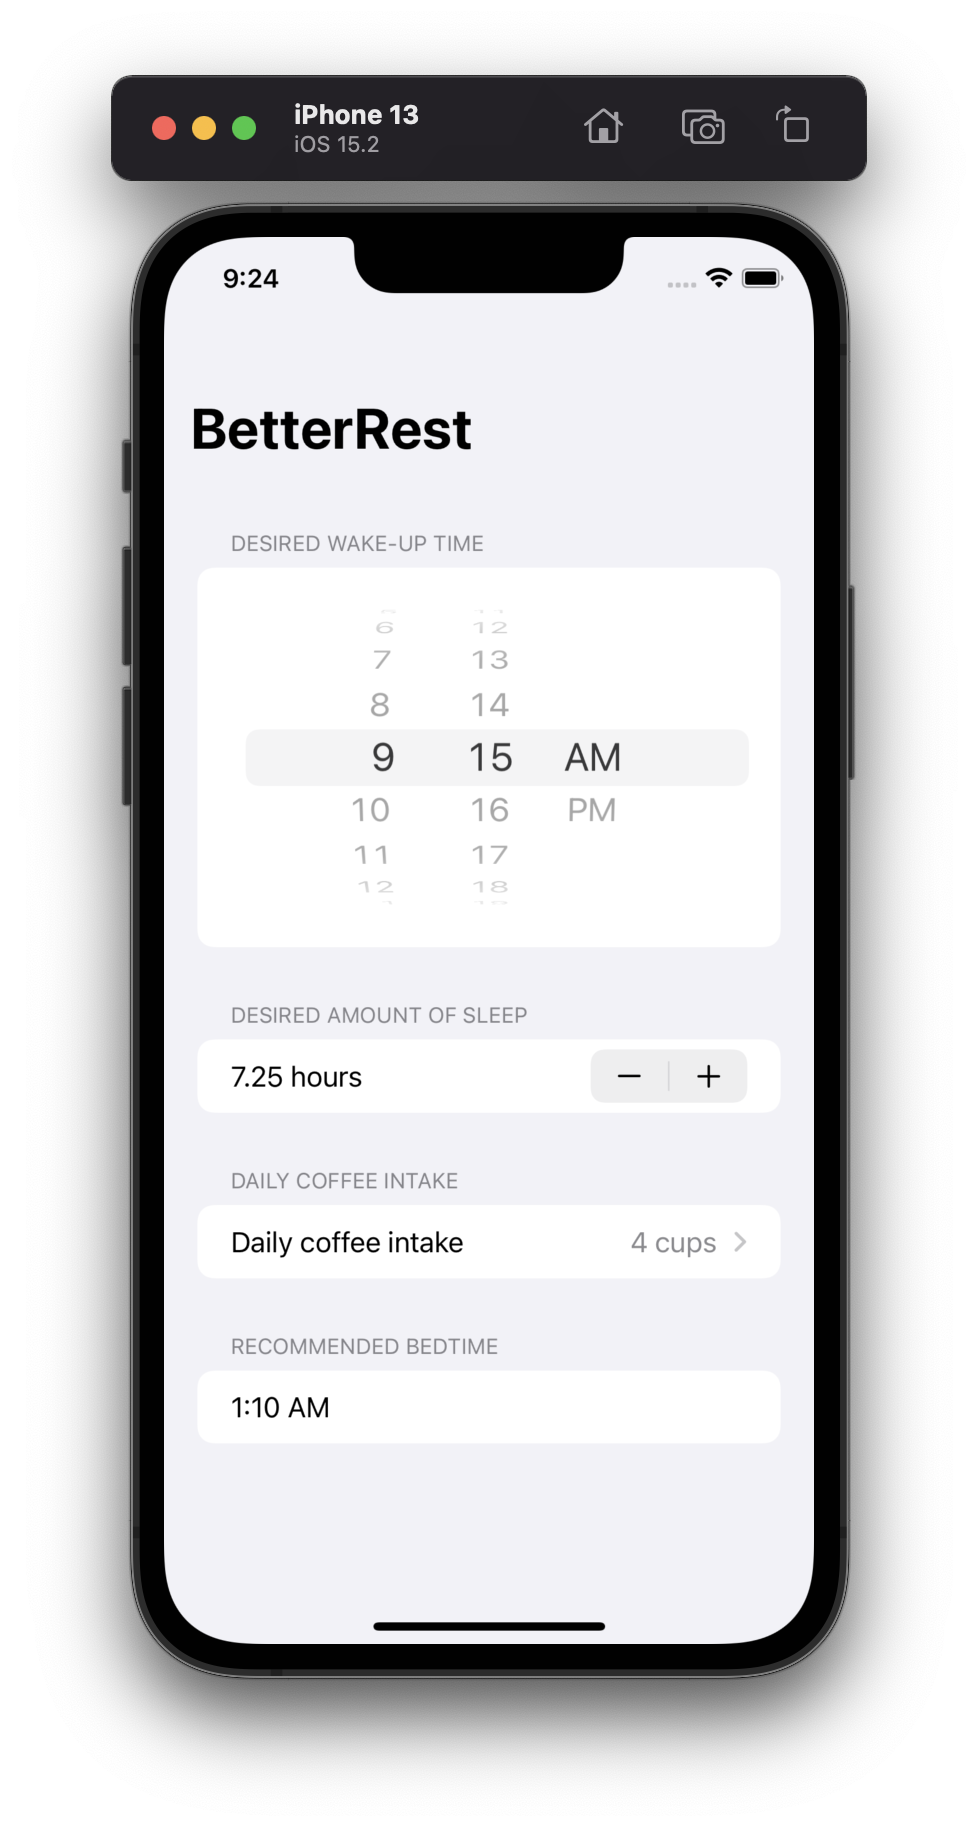 iPhone 13
iOS 15.2
9:24
BetterRest
DESIRED WAKE-UP TIME
6 12
7 13
8 14
9 15 AM
10 16 PM
11 17
12 18
DESIRED AMOUNT OF SLEEP
7.25 hours
DAILY COFFEE INTAKE
Daily coffee intake 4 cups
RECOMMENDED BEDTIME
1:10 AM